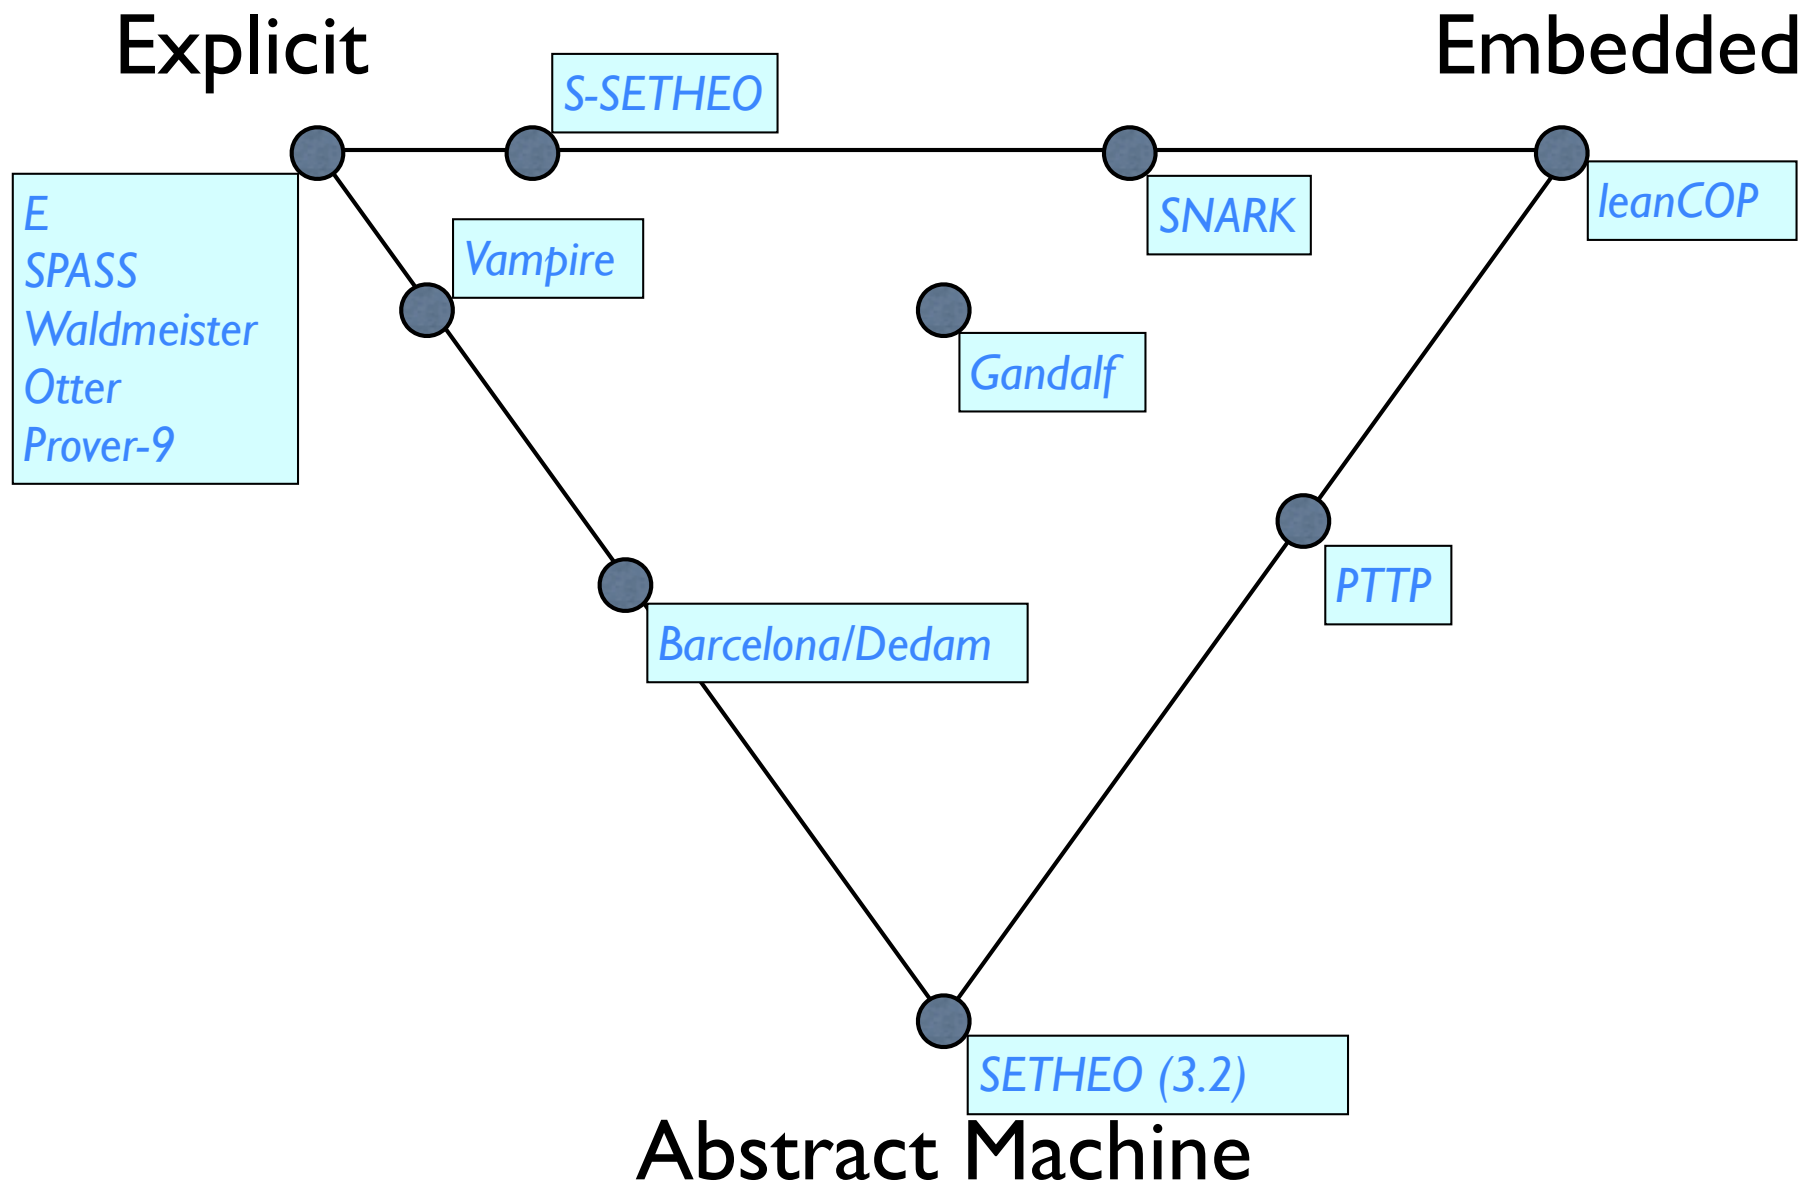 Explicit
Embedded
S-SETHEO
E
SPASS
Waldmeister
Otter
Prover-9
Vampire
SNARK
leanCOP
Gandalf
PTTP
Barcelona/Dedam
SETHEO (3.2)
Abstract Machine